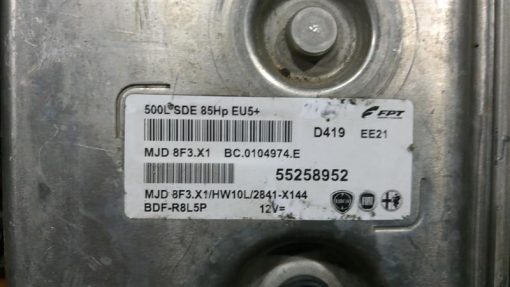 500L SDE 85Hp EU5+
FPT
D419 EE21
MJD 8F3.X1 BC.0104974.E
55258952
MJD 8F3.X1/HW10L/2841-X144
BDF-R8L5P 12V=
FIAT